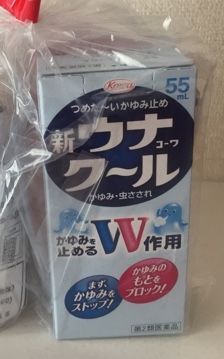 Kowa
55
mL
つめた〜いかゆみ止め
新ウナ
コーワ
クール
かゆみ・虫さされ
かゆみを
止める
W作用
まず、
かゆみを
ストップ!
かゆみの
もとを
ブロック!
第2類医薬品